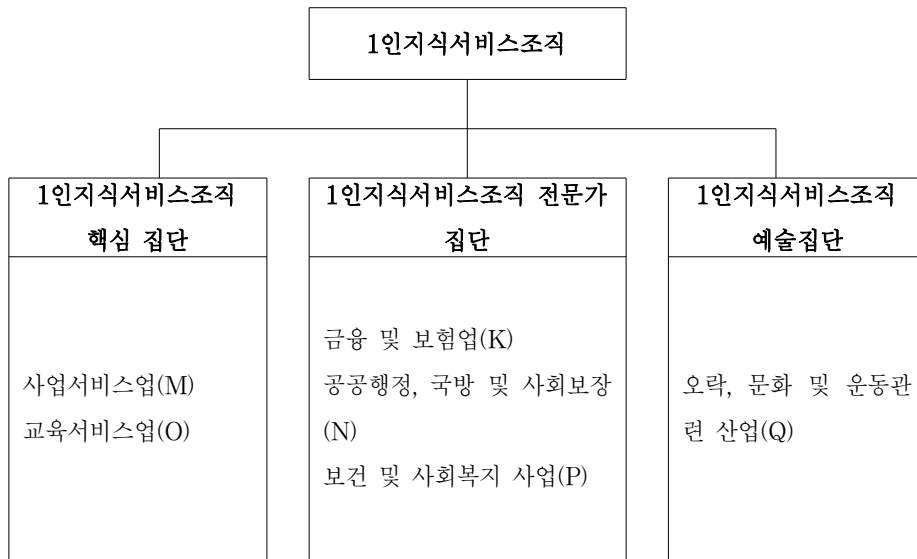 1인지식서비스조직
1인지식서비스조직
핵심 집단
사업서비스업(M)
교육서비스업(O)
1인지식서비스조직 전문가
집단
금융 및 보험업(K)
공공행정, 국방 및 사회보장
(N)
보건 및 사회복지 사업(P)
1인지식서비스조직
예술집단
오락, 문화 및 운동관
련 산업(Q)